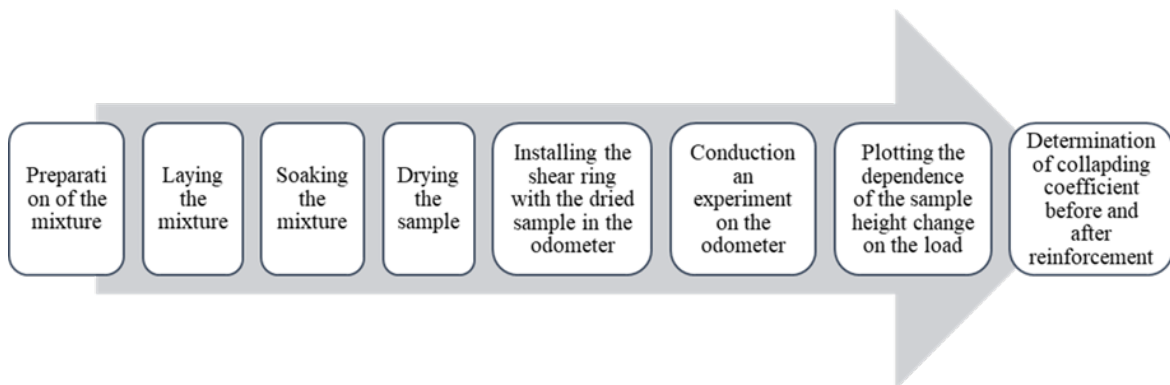 Preparati
on of the
mixture
Laying
the
mixture
Soaking
the
mixture
Drying
the
sample
Installing the
shear ring
with the dried
sample in the
odometer
Conduction
an
experiment
on the
odometer
Plotting the
dependence
of the sample
height change
on the load
Determination
of collapding
coefficient
before and
after
reinforcement